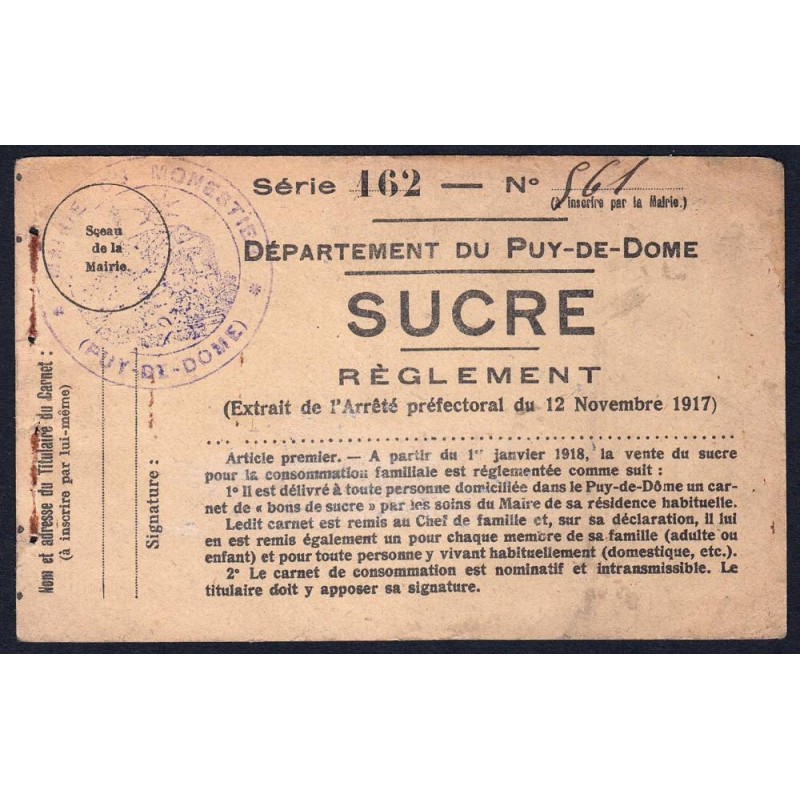 Série 162 — N° 561
(à inscrire par la Mairie.)
DÉPARTEMENT DU PUY-DE-DOME
SUCRE
RÈGLEMENT
(Extrait de l'Arrêté préfectoral du 12 Novembre 1917)
Article premier. — A partir du 1er janvier 1918, la vente du sucre
pour la consommation familiale est réglementée comme suit :
1° Il est délivré à toute personne domiciliée dans le Puy-de-Dôme un car-
net de « bons de sucre » par les soins du Maire de sa résidence habituelle.
Ledit carnet est remis au Chef de famille et, sur sa déclaration, il lui
en est remis également un pour chaque membre de sa famille (adulte ou
enfant) et pour toute personne y vivant habituellement (domestique, etc.).
2° Le carnet de consommation est nominatif et intransmissible. Le
titulaire doit y apposer sa signature.
Sceau
de la
Mairie
MAIRIE MONESTIE
(PUY-DE-DOME)
Nom et adresse du Titulaire du Carnet :
(à inscrire par lui-même)
Signature :